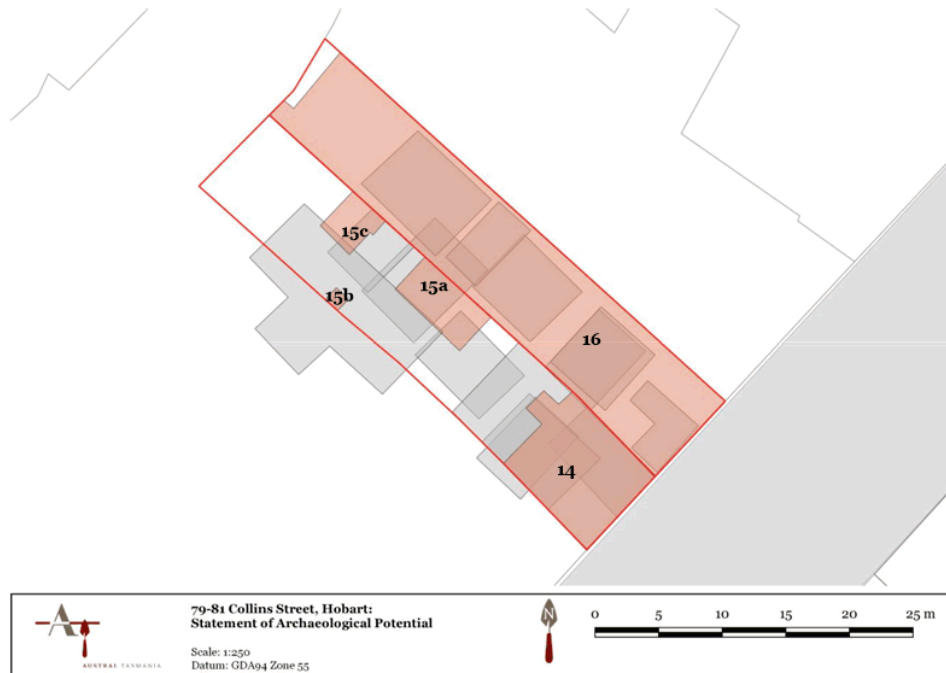 15c
15a
15b
16
14
79-81 Collins Street, Hobart:
Statement of Archaeological Potential
Scale: 1:250
Datum: GDA94 Zone 55
A
AUSTRAL TASMANIA
N
0 5 10 15 20 25 m